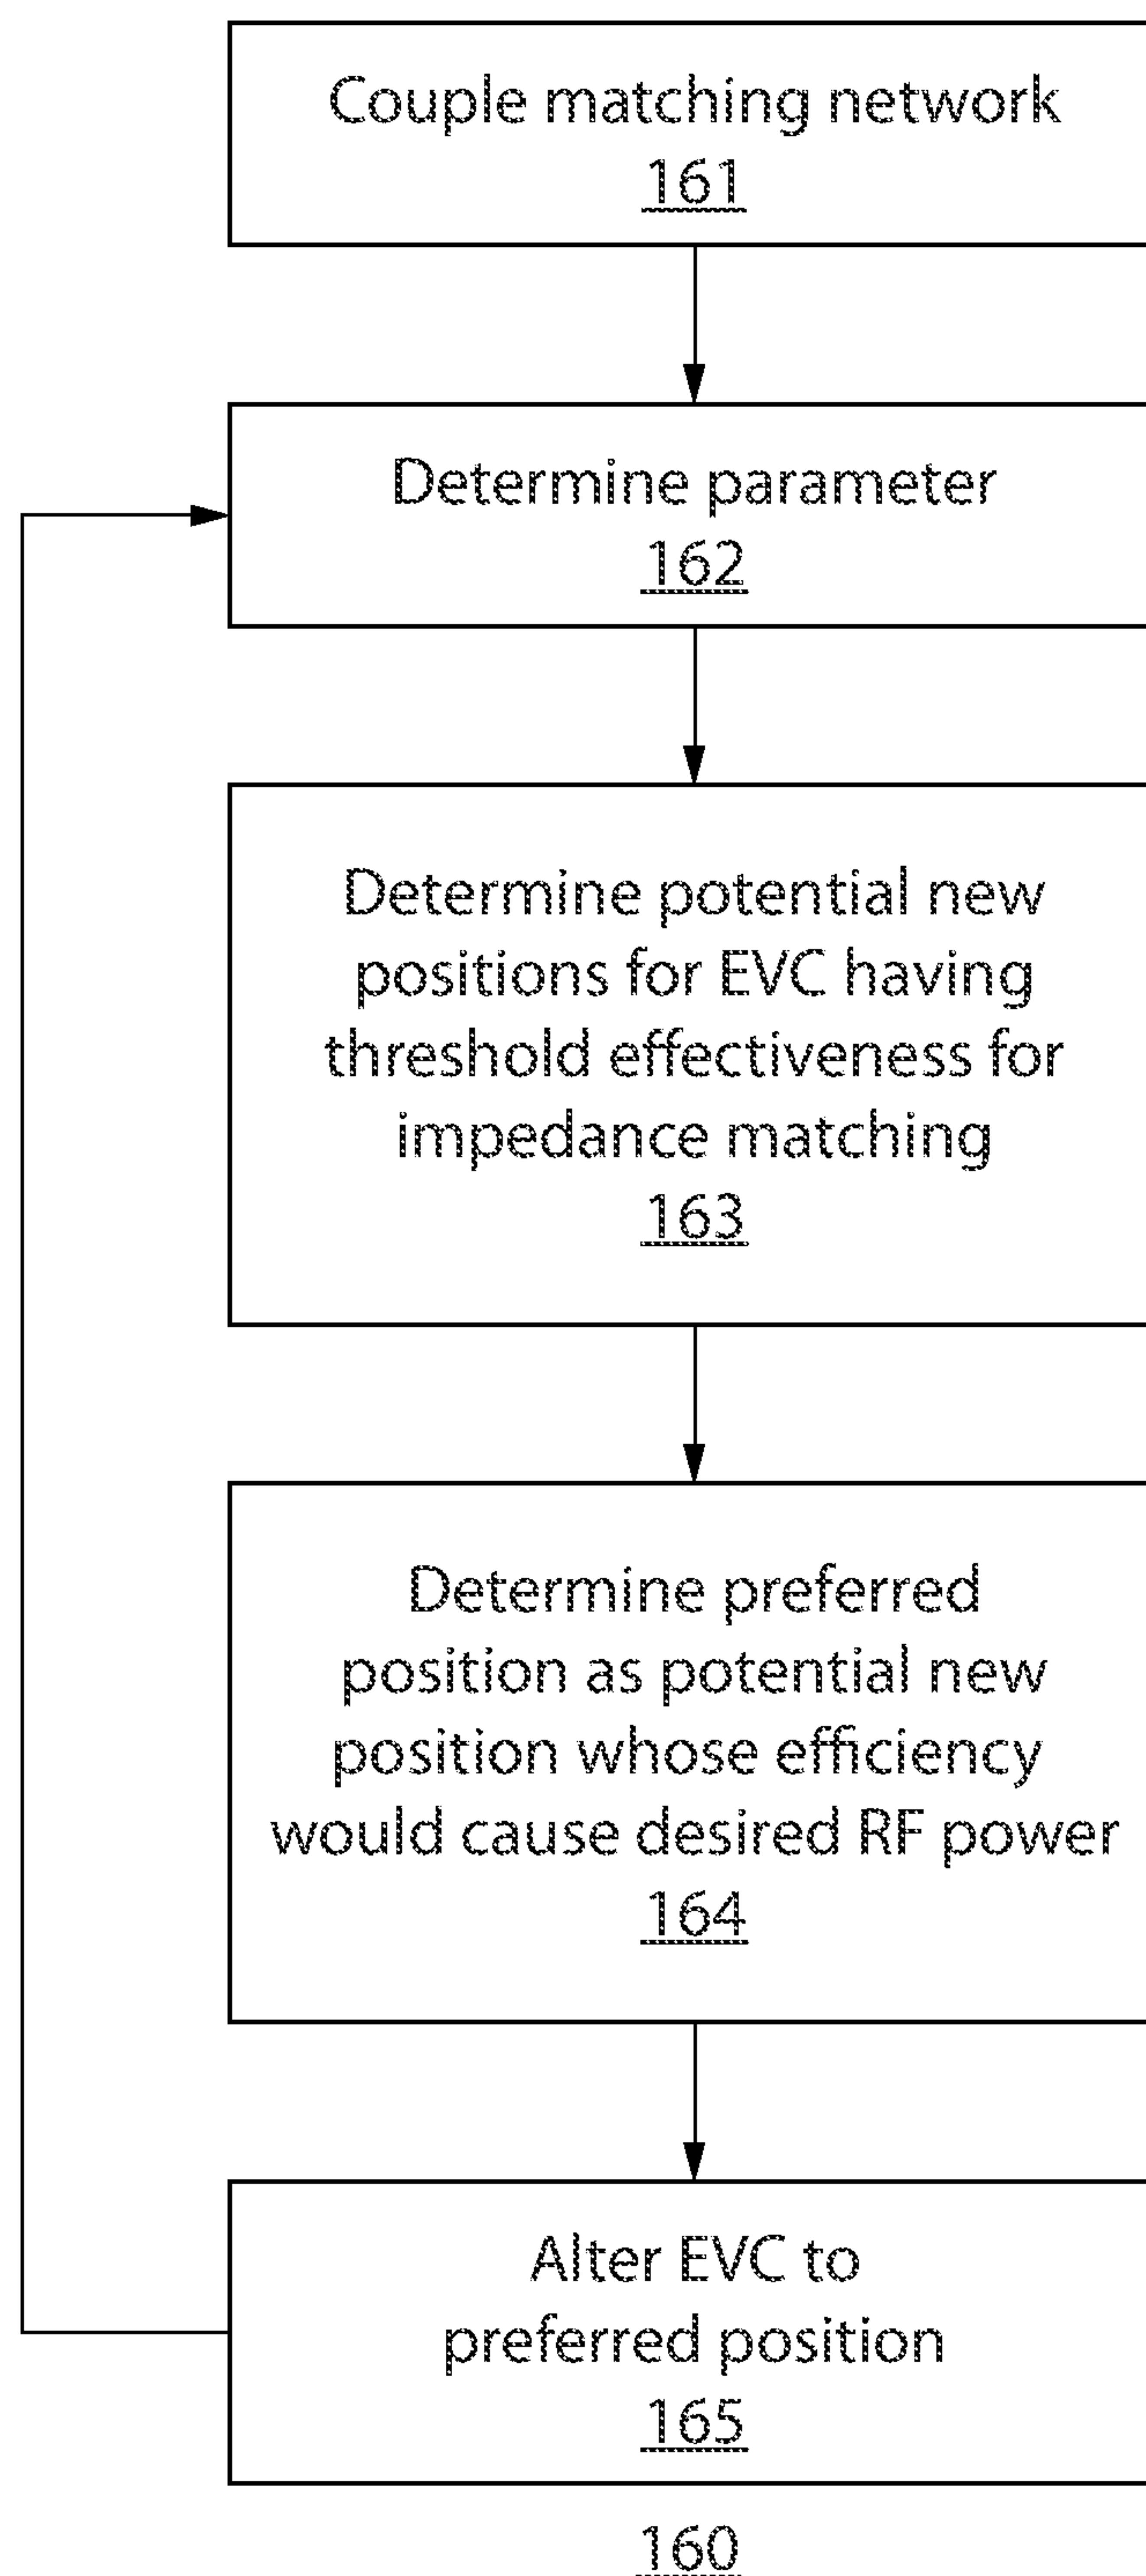 Couple matching network
161
Determine parameter
162
Determine potential new
positions for EVC having
threshold effectiveness for
impedance matching
163
Determine preferred
position as potential new
position whose efficiency
would cause desired RF power
164
Alter EVC to
preferred position
165
160